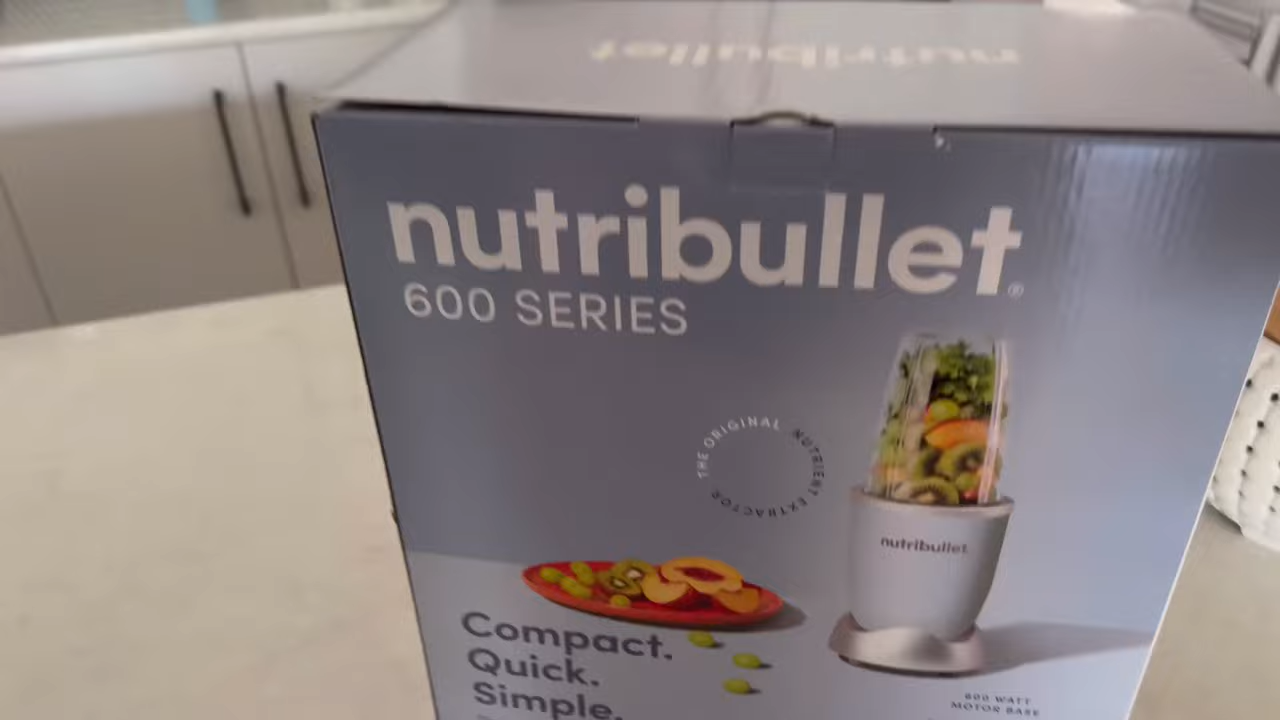 nutribullet
nutribullet®
600 SERIES
THE ORIGINAL NUTRIENT EXTRACTOR
nutribullet
Compact.
Quick.
Simple.
600 WATT
MOTOR BASE